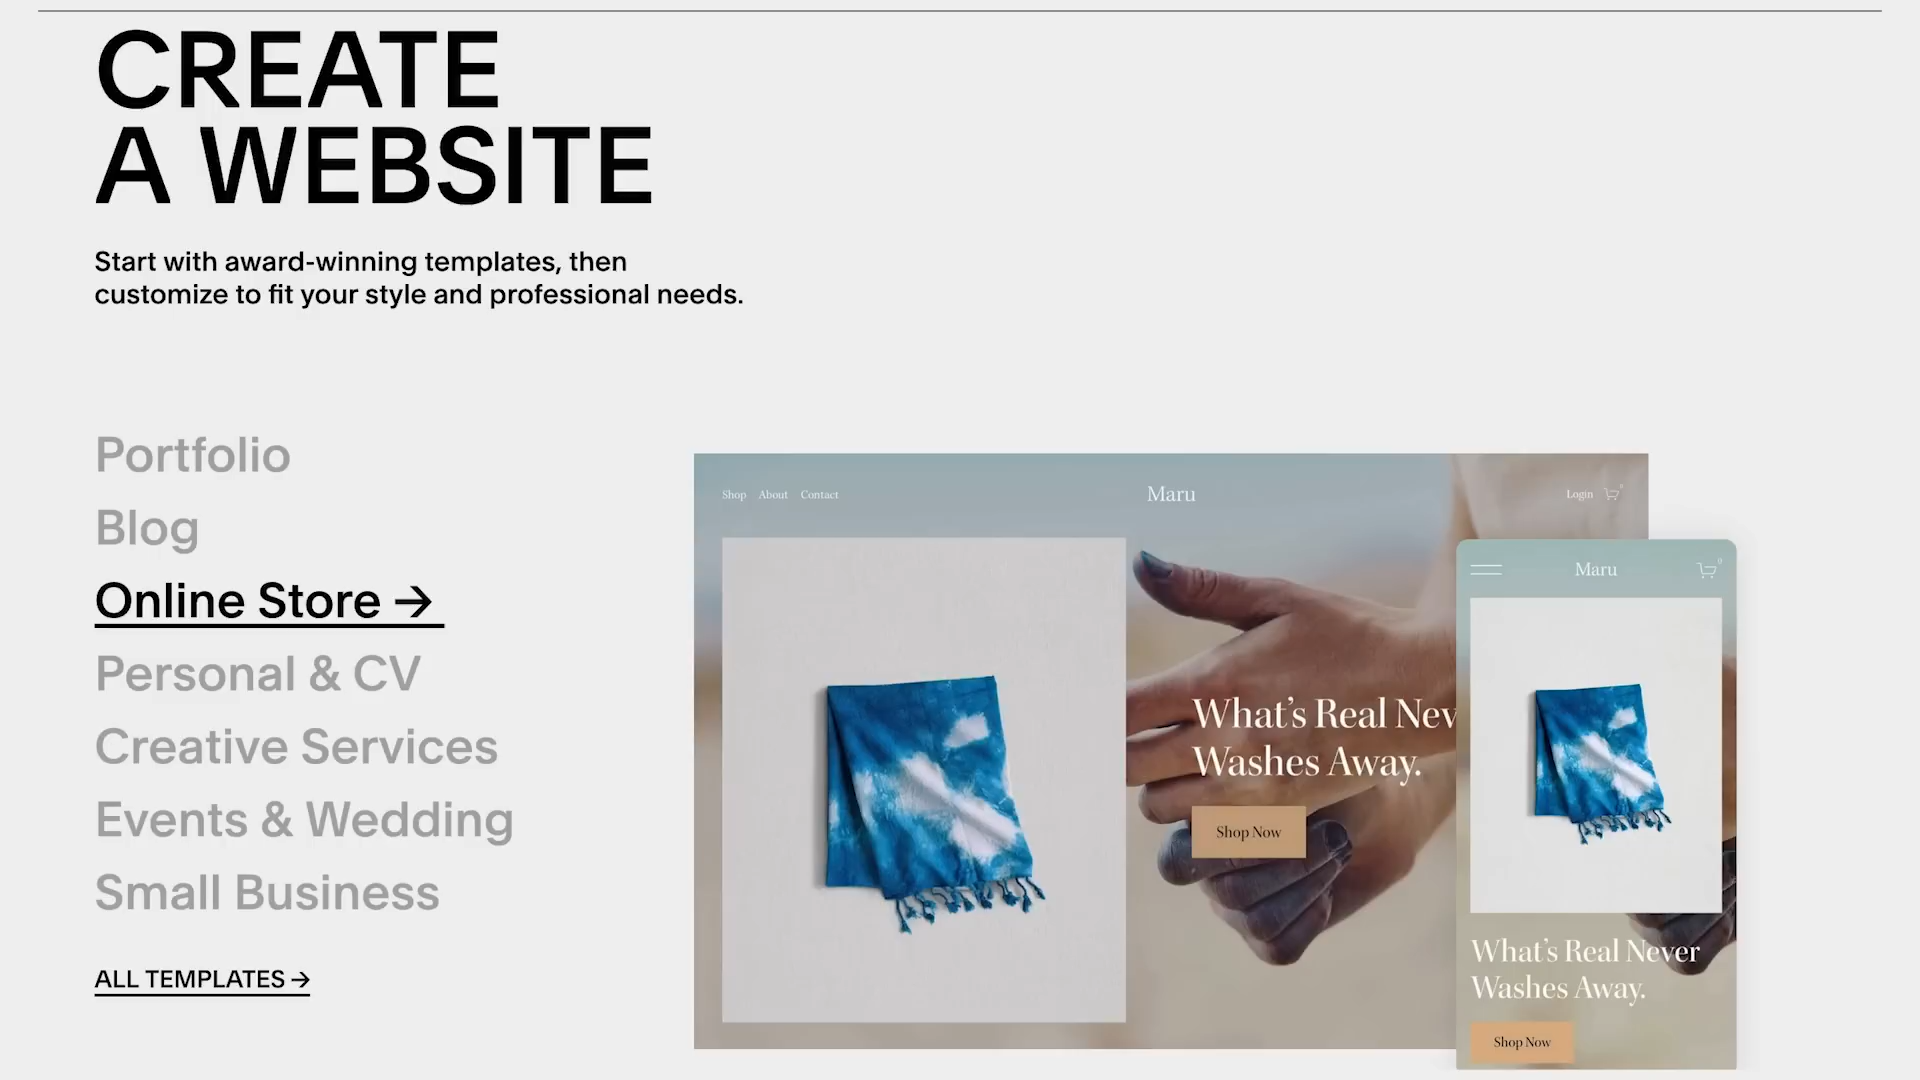 CREATE
A WEBSITE
Start with award-winning templates, then
customize to fit your style and professional needs.
Portfolio
Blog
Online Store →
Personal & CV
Creative Services
Events & Wedding
Small Business
ALL TEMPLATES →
Shop About Contact
Maru
Login
0
What's Real Nev
Washes Away.
Shop Now
Maru
0
What's Real Never
Washes Away.
Shop Now